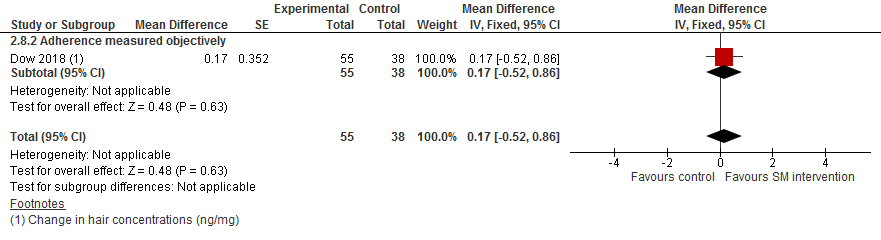 Experimental Control Mean Difference Mean Difference
Study or Subgroup Mean Difference SE Total Total Weight IV, Fixed, 95% CI IV, Fixed, 95% CI
2.8.2 Adherence measured objectively
Dow 2018 (1) 0.17 0.352 55 38 100.0% 0.17 [-0.52, 0.86]
Subtotal (95% CI) 55 38 100.0% 0.17 [-0.52, 0.86]
Heterogeneity: Not applicable
Test for overall effect: Z = 0.48 (P = 0.63)
Total (95% CI) 55 38 100.0% 0.17 [-0.52, 0.86]
Heterogeneity: Not applicable
Test for overall effect: Z = 0.48 (P = 0.63)
Test for subgroup differences: Not applicable
-4 -2 0 2 4
Favours control Favours SM intervention
Footnotes
(1) Change in hair concentrations (ng/mg)